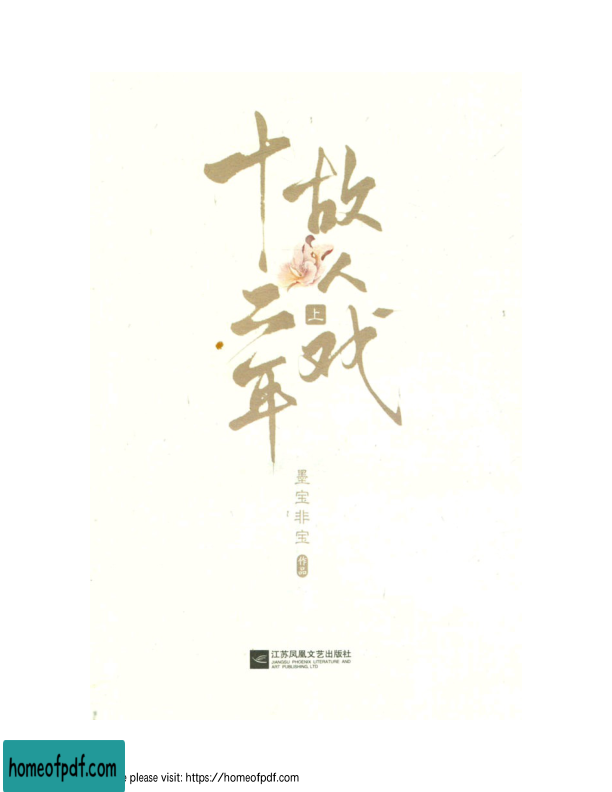 十二年
故人戏
上
墨宝非宝
作品
江苏凤凰文艺出版社
JIANGSU PHOENIX LITERATURE AND
ART PUBLISHING, LTD
homeofpdf.com
please visit: https://homeofpdf.com